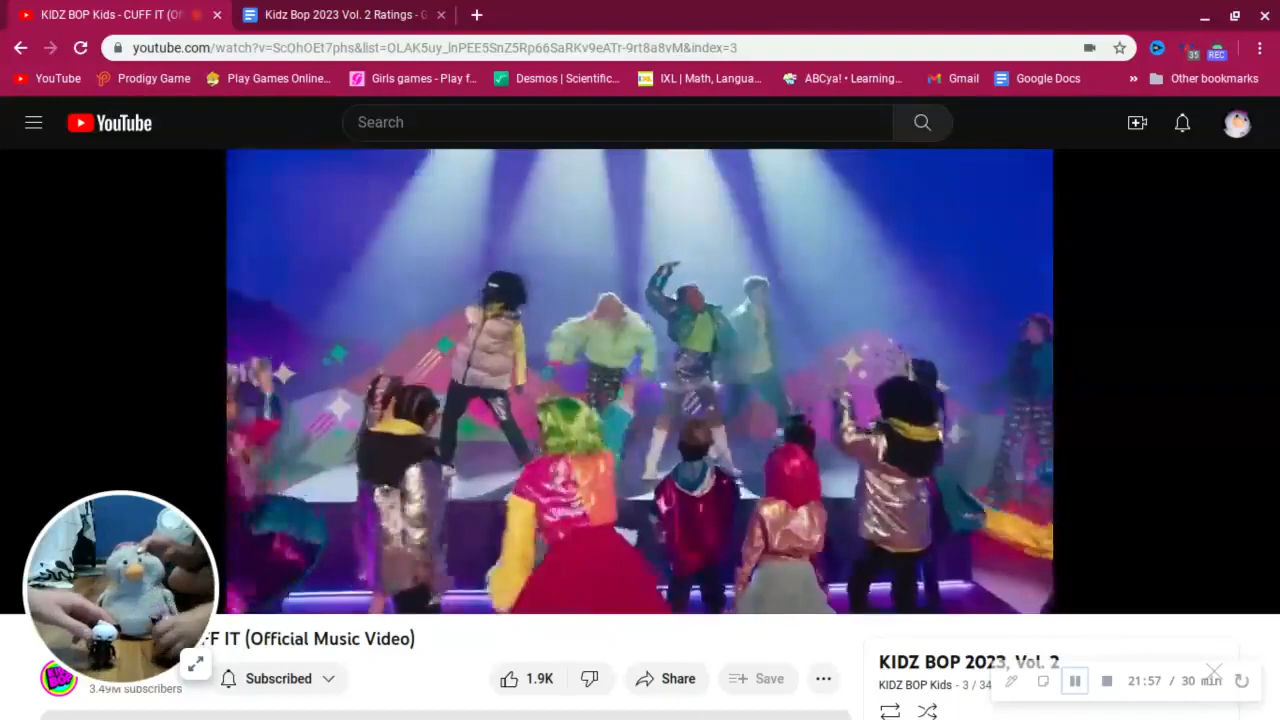 KIDZ BOP Kids - CUFF IT (O
Kidz Bop 2023 Vol. 2 Ratings - G
youtube.com/watch?v=ScOhOEt7phs&list=OLAK5uy_lnPEE5SnZ5Rp66SaRKv9eATr-9rt8a8vM&index=3
35
REC
YouTube
Prodigy Game
Play Games Online...
Girls games - Play f...
Desmos | Scientific...
IXL | Math, Langua...
ABCya! • Learning...
Gmail
Google Docs
»
Other bookmarks
YouTube
Search
FF IT (Official Music Video)
KIDZ BOP 2023, Vol. 2
KIDZ BOP Kids - 3 / 34
3.49M subscribers
Subscribed
1.9K
Share
Save
21:57 / 30 min